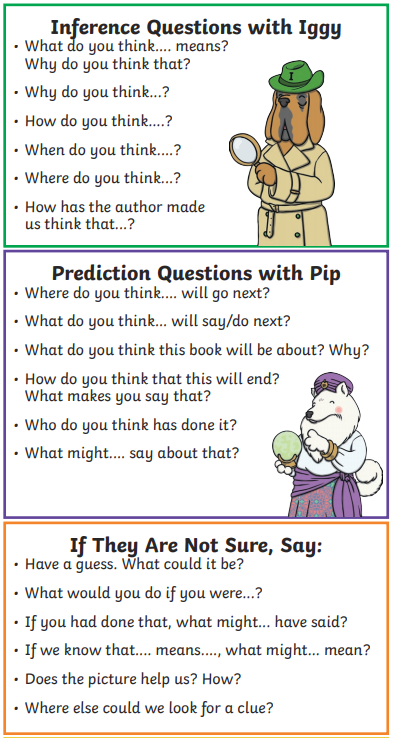 Inference Questions with Iggy
• What do you think.... means?
Why do you think that?
• Why do you think...?
• How do you think....?
• When do you think....?
• Where do you think...?
• How has the author made
us think that...?
I
Prediction Questions with Pip
• Where do you think.... will go next?
• What do you think... will say/do next?
• What do you think this book will be about? Why?
• How do you think that this will end?
What makes you say that?
• Who do you think has done it?
• What might.... say about that?
If They Are Not Sure, Say:
• Have a guess. What could it be?
• What would you do if you were...?
• If you had done that, what might... have said?
• If we know that.... means...., what might... mean?
• Does the picture help us? How?
• Where else could we look for a clue?